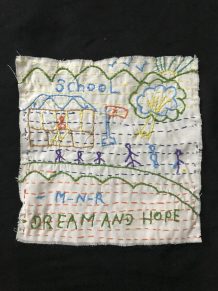 SCHOOL
- M-N-R
DREAM AND HOPE